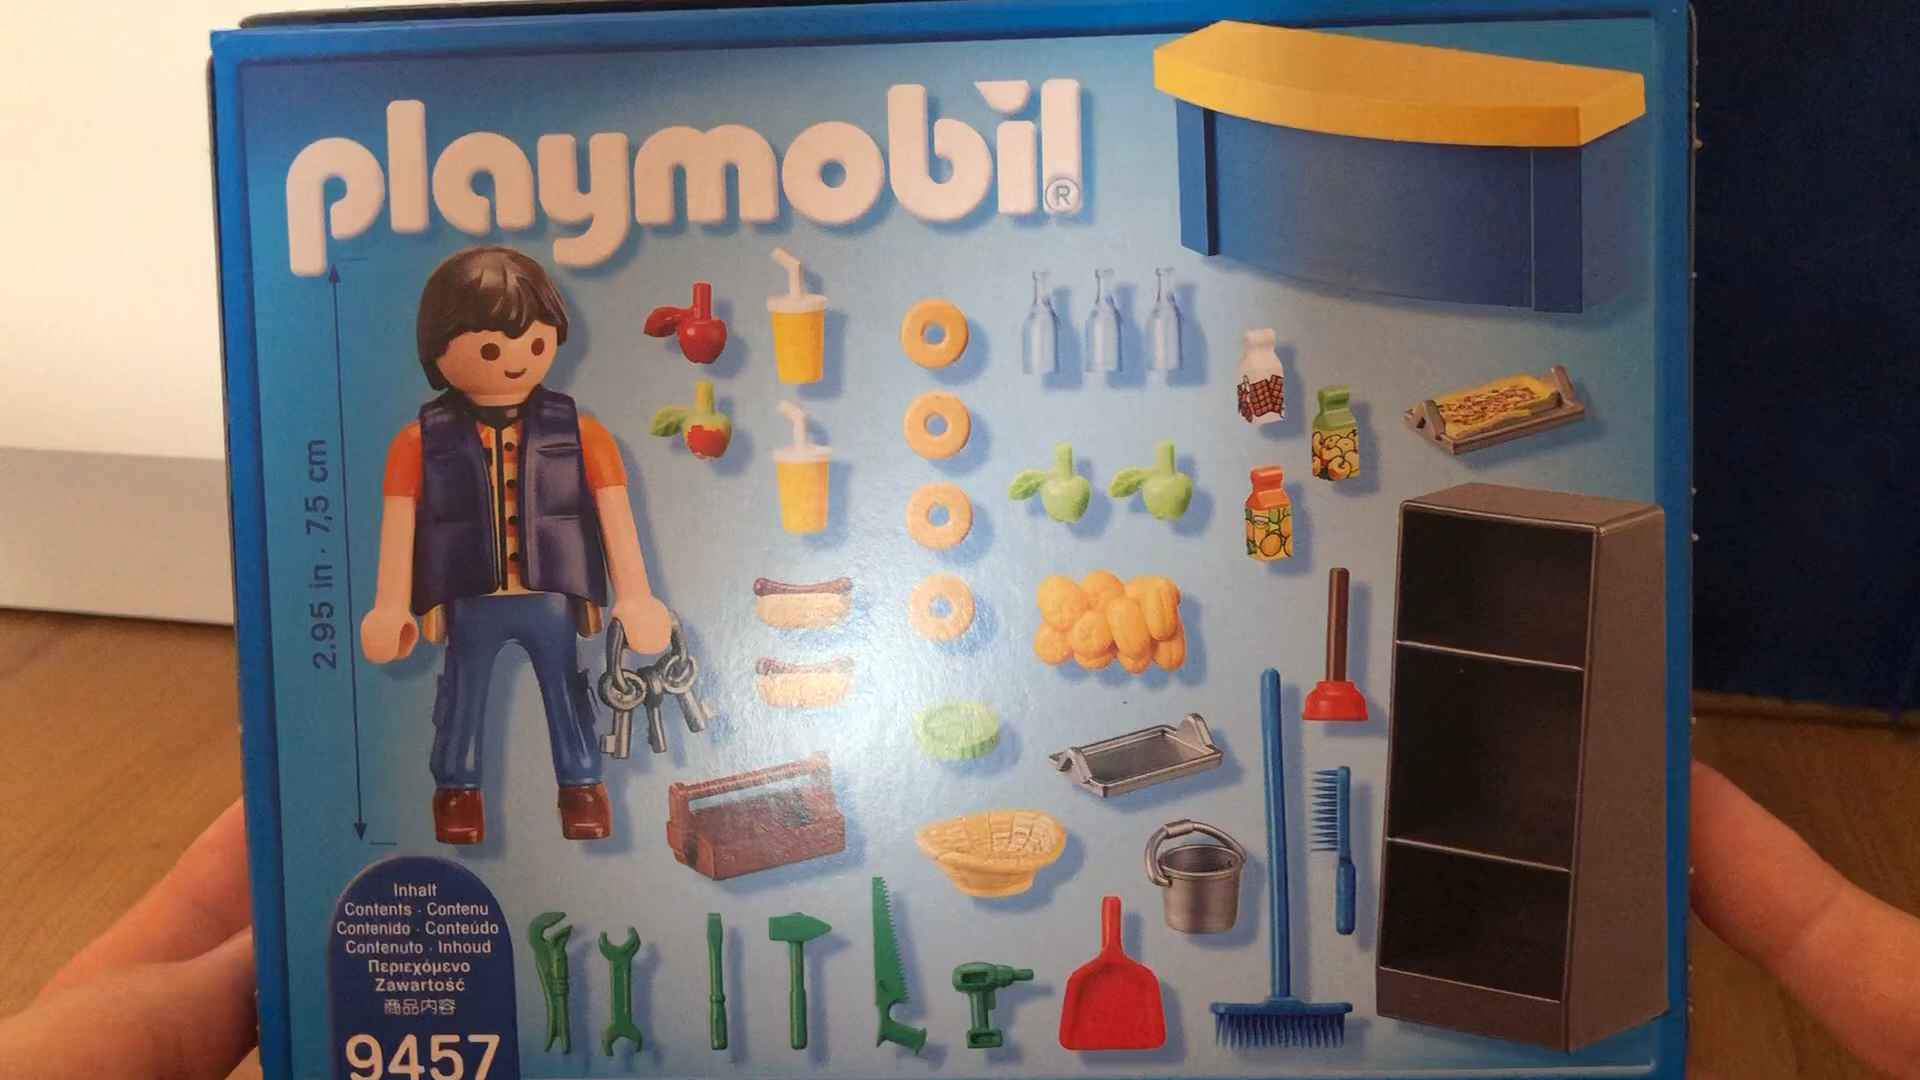 playmobil®
2.95 in · 7,5 cm
Inhalt
Contents · Contenu
Contenido · Conteúdo
Contenuto · Inhoud
Περιεχόμενο
Zawartość
商品内容
9457